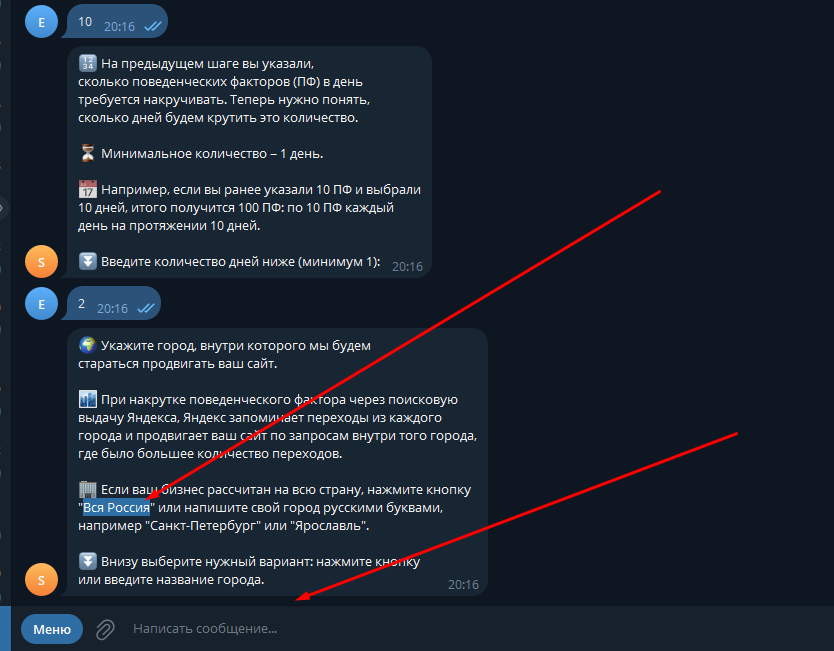 E
10 20:16
На предыдущем шаге вы указали,
сколько поведенческих факторов (ПФ) в день
требуется накручивать. Теперь нужно понять,
сколько дней будем крутить это количество.
Минимальное количество – 1 день.
Например, если вы ранее указали 10 ПФ и выбрали
10 дней, итого получится 100 ПФ: по 10 ПФ каждый
день на протяжении 10 дней.
S
Введите количество дней ниже (минимум 1): 20:16
E
2 20:16
Укажите город, внутри которого мы будем
стараться продвигать ваш сайт.
При накрутке поведенческого фактора через поисковую
выдачу Яндекса, Яндекс запоминает переходы из каждого
города и продвигает ваш сайт по запросам внутри того города,
где было большее количество переходов.
Если ваш бизнес рассчитан на всю страну, нажмите кнопку
"Вся Россия" или напишите свой город русскими буквами,
например "Санкт-Петербург" или "Ярославль".
Внизу выберите нужный вариант: нажмите кнопку
или введите название города.
S
20:16
Меню
Написать сообщение...